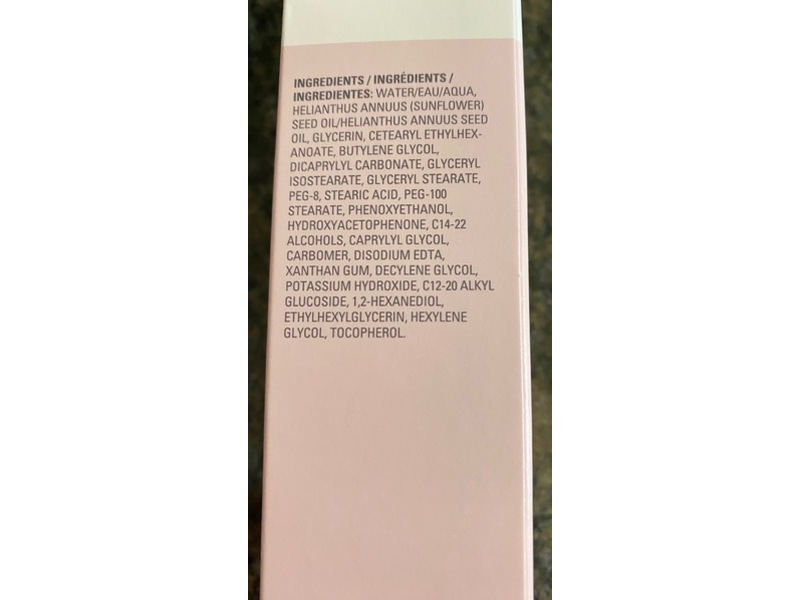 INGREDIENTS / INGRÉDIENTS /
INGREDIENTES: WATER/EAU/AQUA,
HELIANTHUS ANNUUS (SUNFLOWER)
SEED OIL/HELIANTHUS ANNUUS SEED
OIL, GLYCERIN, CETEARYL ETHYLHEX-
ANOATE, BUTYLENE GLYCOL,
DICAPRYLYL CARBONATE, GLYCERYL
ISOSTEARATE, GLYCERYL STEARATE,
PEG-8, STEARIC ACID, PEG-100
STEARATE, PHENOXYETHANOL,
HYDROXYACETOPHENONE, C14-22
ALCOHOLS, CAPRYLYL GLYCOL,
CARBOMER, DISODIUM EDTA,
XANTHAN GUM, DECYLENE GLYCOL,
POTASSIUM HYDROXIDE, C12-20 ALKYL
GLUCOSIDE, 1,2-HEXANEDIOL,
ETHYLHEXYLGLYCERIN, HEXYLENE
GLYCOL, TOCOPHEROL.